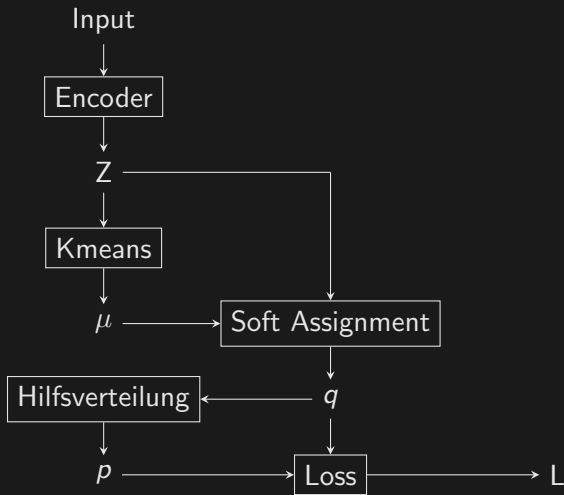 Input
Encoder
Z
Kmeans
μ
Soft Assignment
Hilfsverteilung
q
p
Loss
L